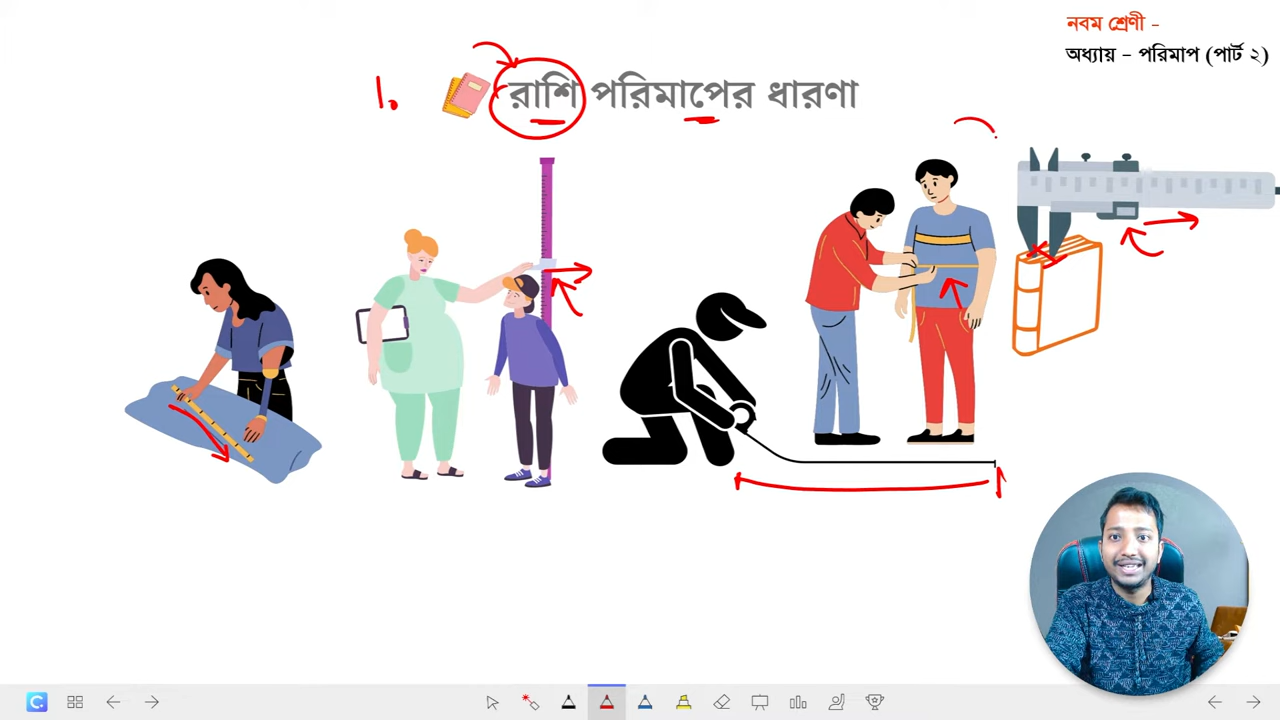 নবম শ্রেণী -
অধ্যায় - পরিমাপ (পার্ট ২)
1. রাশি পরিমাপের ধারণা